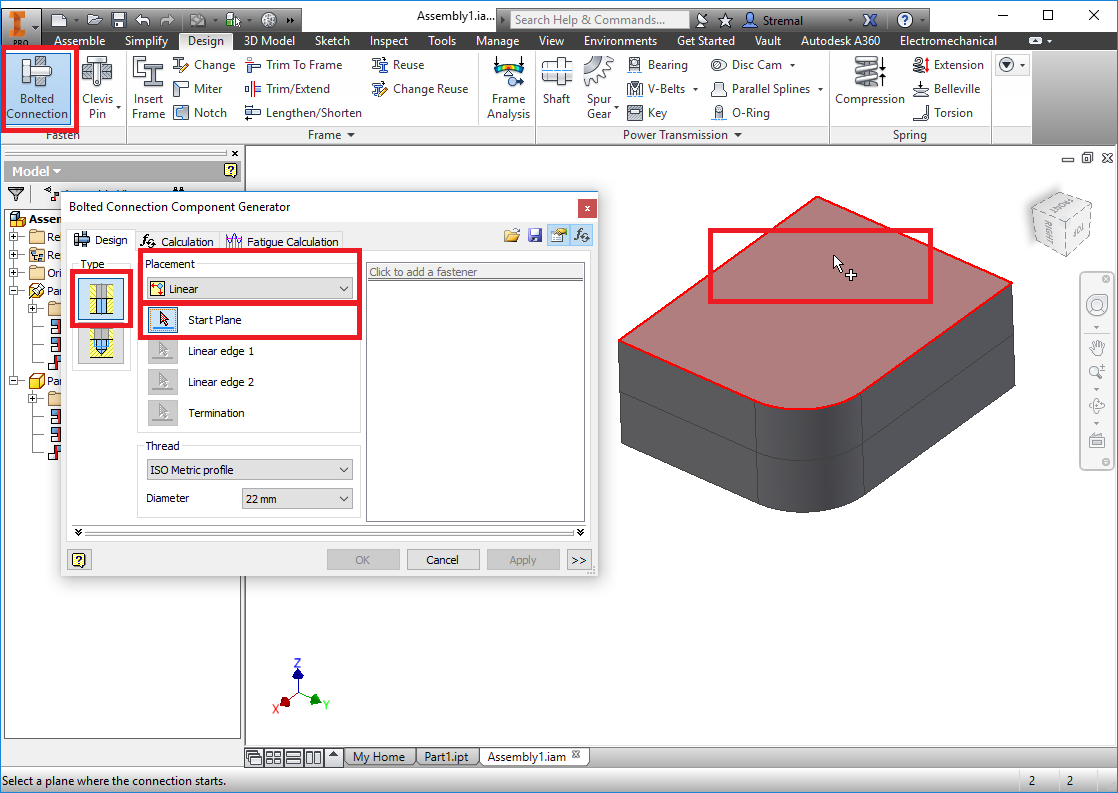 PRO
Assembly1.ia...
Search Help & Commands...
Stremal
Assemble Simplify Design 3D Model Sketch Inspect Tools Manage View Environments Get Started Vault Autodesk A360 Electromechanical
Bolted
Connection
Clevis
Pin
Insert
Frame
Change
Miter
Notch
Trim To Frame
Trim/Extend
Lengthen/Shorten
Reuse
Change Reuse
Frame
Analysis
Shaft
Spur
Gear
Bearing
V-Belts
Key
Disc Cam
Parallel Splines
O-Ring
Compression
Extension
Belleville
Torsion
Fasten
Frame
Power Transmission
Spring
Model
Assem
Re
Re
Ori
Pa
Pa
Bolted Connection Component Generator
Design
Calculation
Fatigue Calculation
Type
Placement
Linear
Start Plane
Linear edge 1
Linear edge 2
Termination
Thread
ISO Metric profile
Diameter
22 mm
Click to add a fastener
OK
Cancel
Apply
>>
FRONT
RIGHT
TOP
Z
X
Y
My Home
Part1.ipt
Assembly1.iam
Select a plane where the connection starts.
2
2